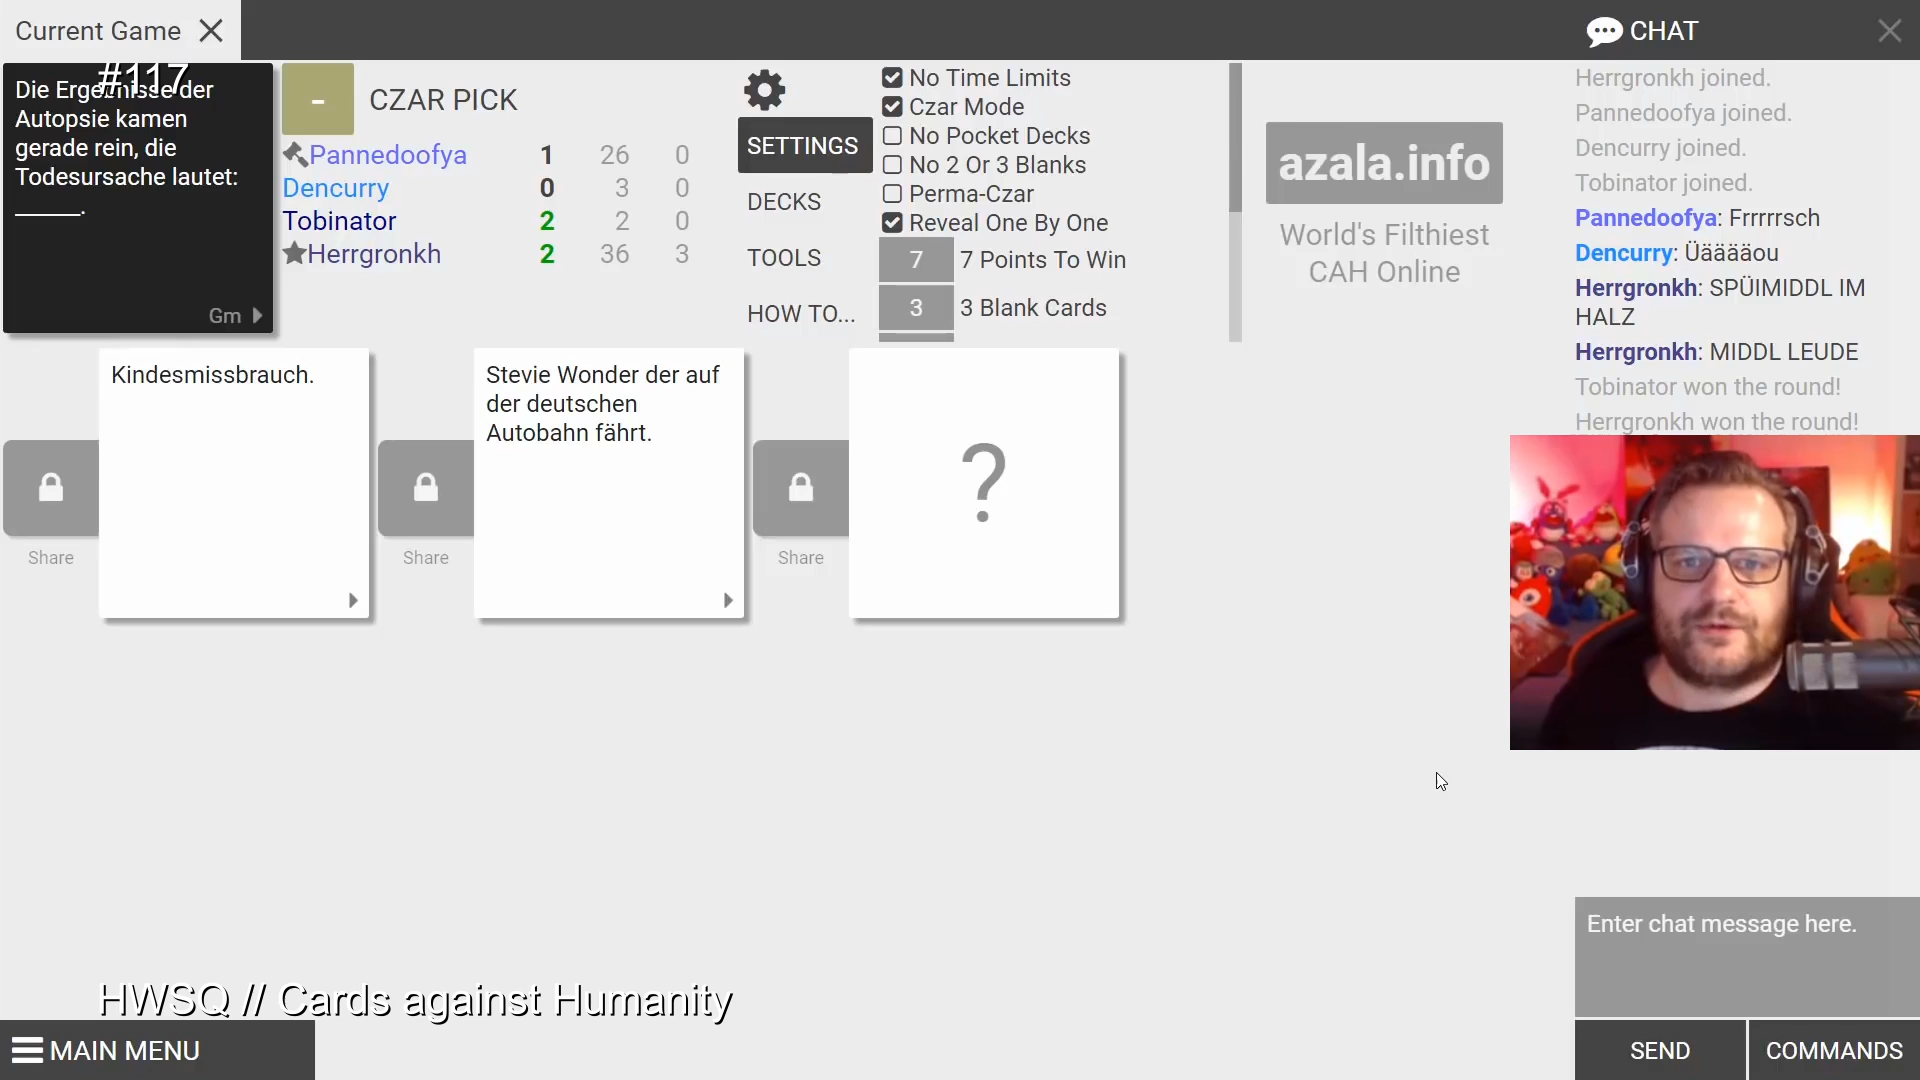 Current Game
#117
Die Ergebnisse der
Autopsie kamen
gerade rein, die
Todesursache lautet:
______.
Gm
-
CZAR PICK
Pannedoofya 1 26 0
Dencurry 0 3 0
Tobinator 2 2 0
Herrgronkh 2 36 3
SETTINGS
DECKS
TOOLS
HOW TO...
No Time Limits
Czar Mode
No Pocket Decks
No 2 Or 3 Blanks
Perma-Czar
Reveal One By One
7 7 Points To Win
3 3 Blank Cards
azala.info
World's Filthiest
CAH Online
CHAT
Herrgronkh joined.
Pannedoofya joined.
Dencurry joined.
Tobinator joined.
Pannedoofya: Frrrrrsch
Dencurry: Üääääou
Herrgronkh: SPÜIMIDDL IM
HALZ
Herrgronkh: MIDDL LEUDE
Tobinator won the round!
Herrgronkh won the round!
Share
Kindesmissbrauch.
Share
Stevie Wonder der auf
der deutschen
Autobahn fährt.
Share
?
Enter chat message here.
SEND
COMMANDS
HWSQ // Cards against Humanity
MAIN MENU